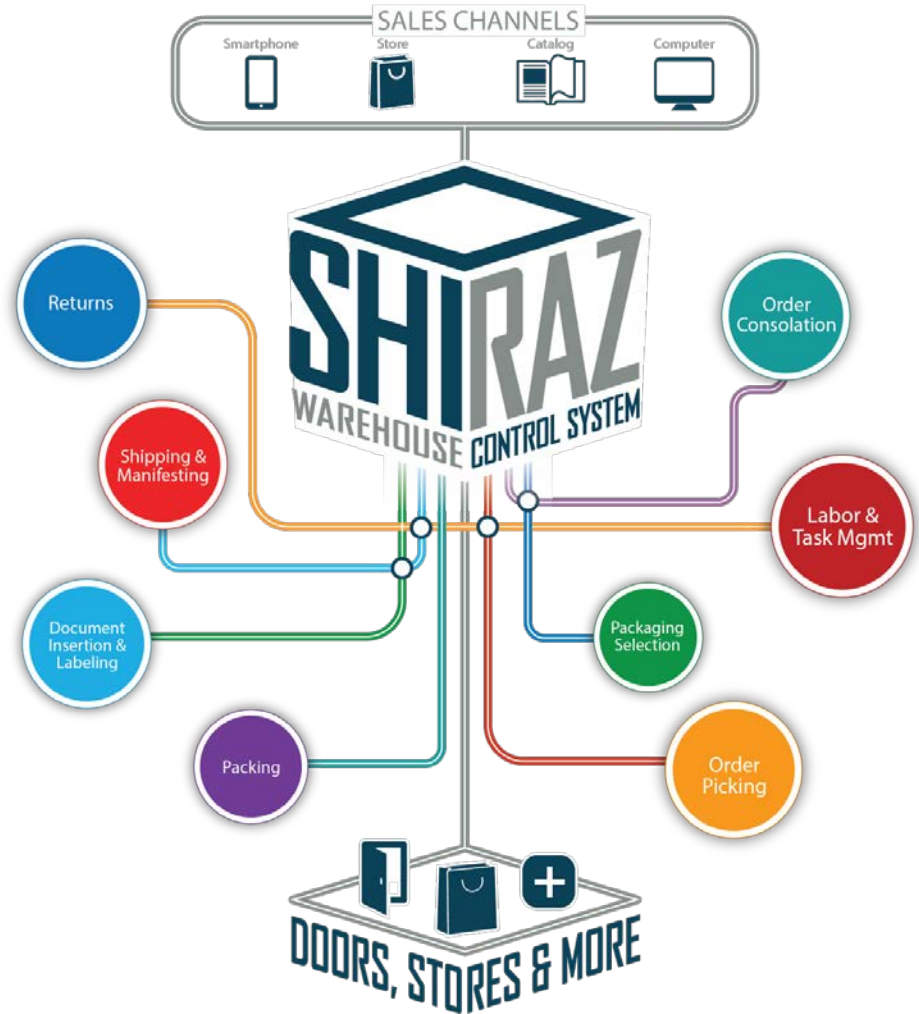 SALES CHANNELS
Smartphone
Store
Catalog
Computer
SHIRAZ
WAREHOUSE CONTROL SYSTEM
Returns
Order
Consolation
Shipping &
Manifesting
Labor &
Task Mgmt
Document
Insertion &
Labeling
Packaging
Selection
Packing
Order
Picking
DOORS, STORES & MORE